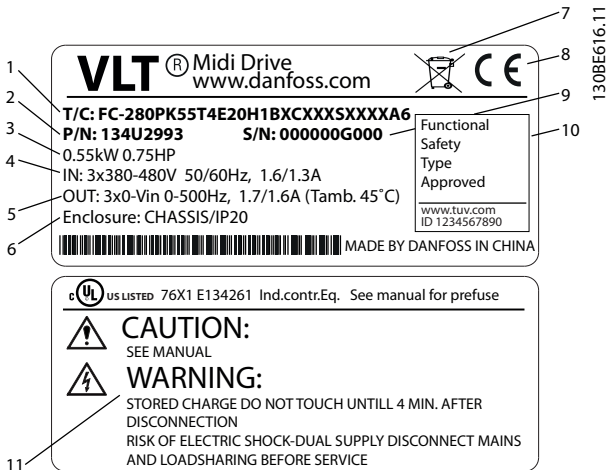 130BE616.11
7
8
9
10
1
2
3
4
5
6
11
VLT ® Midi Drive
www.danfoss.com
CE
T/C: FC-280PK55T4E20H1BXCXXXSXXXXA6
P/N: 134U2993 S/N: 000000G000
0.55kW 0.75HP
IN: 3x380-480V 50/60Hz, 1.6/1.3A
OUT: 3x0-Vin 0-500Hz, 1.7/1.6A (Tamb. 45˚C)
Enclosure: CHASSIS/IP20
Functional
Safety
Type
Approved
www.tuv.com
ID 1234567890
MADE BY DANFOSS IN CHINA
c UL US LISTED 76X1 E134261 Ind.contr.Eq. See manual for prefuse
CAUTION:
SEE MANUAL
WARNING:
STORED CHARGE DO NOT TOUCH UNTILL 4 MIN. AFTER
DISCONNECTION
RISK OF ELECTRIC SHOCK-DUAL SUPPLY DISCONNECT MAINS
AND LOADSHARING BEFORE SERVICE